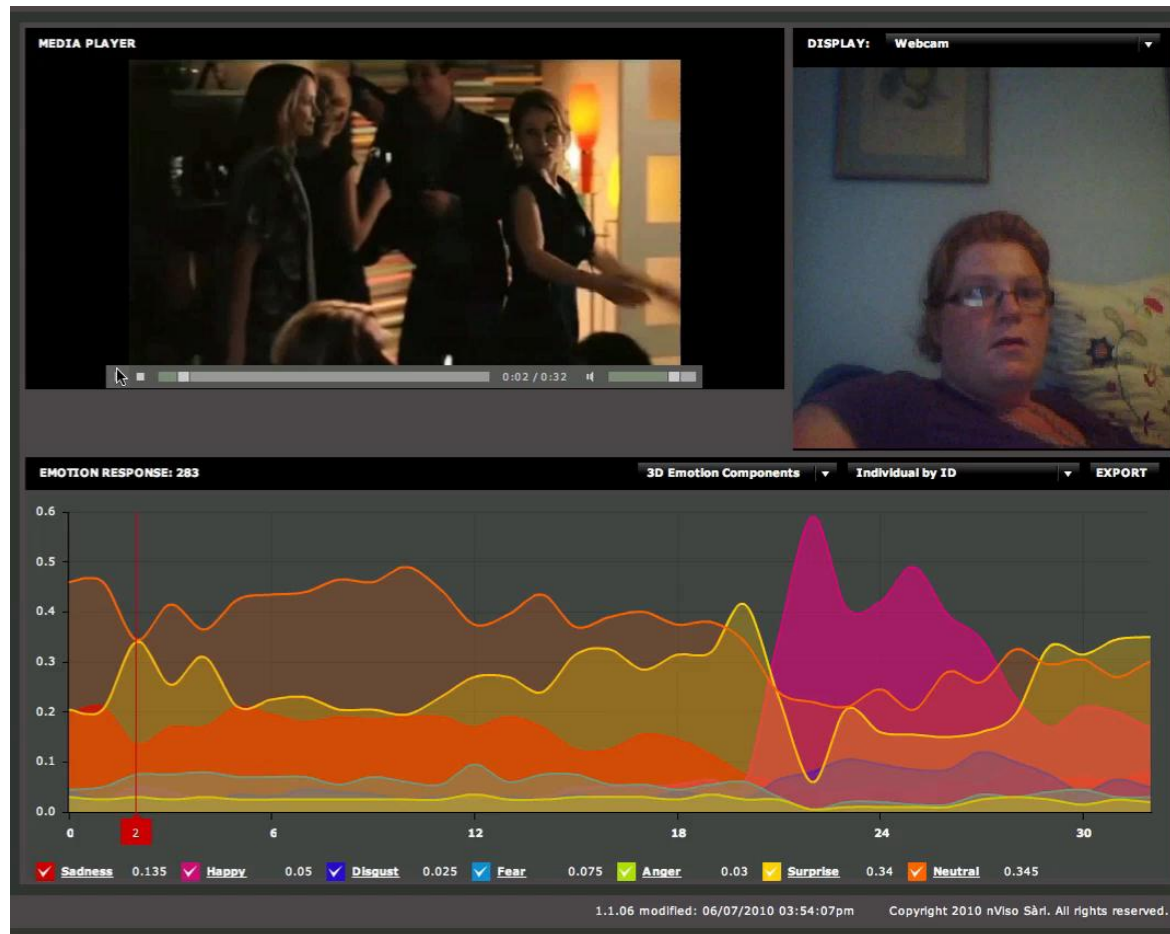 MEDIA PLAYER
DISPLAY: Webcam
0:02 / 0:32
EMOTION RESPONSE: 283
3D Emotion Components
Individual by ID
EXPORT
0.6
0.5
0.4
0.3
0.2
0.1
0.0
0 2 6 12 18 24 30
Sadness 0.135 Happy 0.05 Disgust 0.025 Fear 0.075 Anger 0.03 Surprise 0.34 Neutral 0.345
1.1.06 modified: 06/07/2010 03:54:07pm Copyright 2010 nViso Sàrl. All rights reserved.